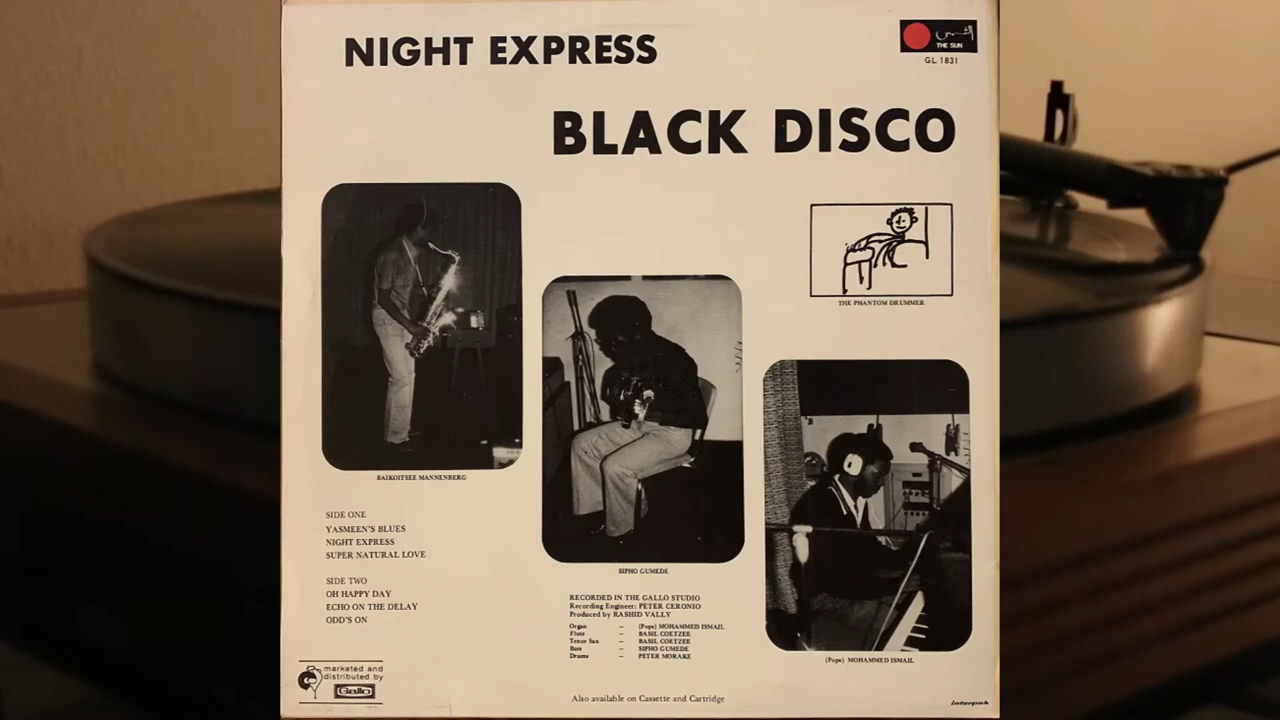 NIGHT EXPRESS
الشمس
THE SUN
GL 1831
BLACK DISCO
THE PHANTOM DRUMMER
BAIKOITSEE MANNENBERG
SIDE ONE
YASMEEN'S BLUES
NIGHT EXPRESS
SUPER NATURAL LOVE
SIDE TWO
OH HAPPY DAY
ECHO ON THE DELAY
ODD'S ON
SIPHO GUMEDE
RECORDED IN THE GALLO STUDIO
Recording Engineer: PETER CERONIO
Produced by RASHID VALLY
Organ – (Pops) MOHAMMED ISMAIL
Flute – BASIL COETZEE
Tenor Sax – BASIL COETZEE
Bass – SIPHO GUMEDE
Drums – PETER MORAKE
(Pops) MOHAMMED ISMAIL
marketed and
distributed by
Gallo
Also available on Cassette and Cartridge
interpak